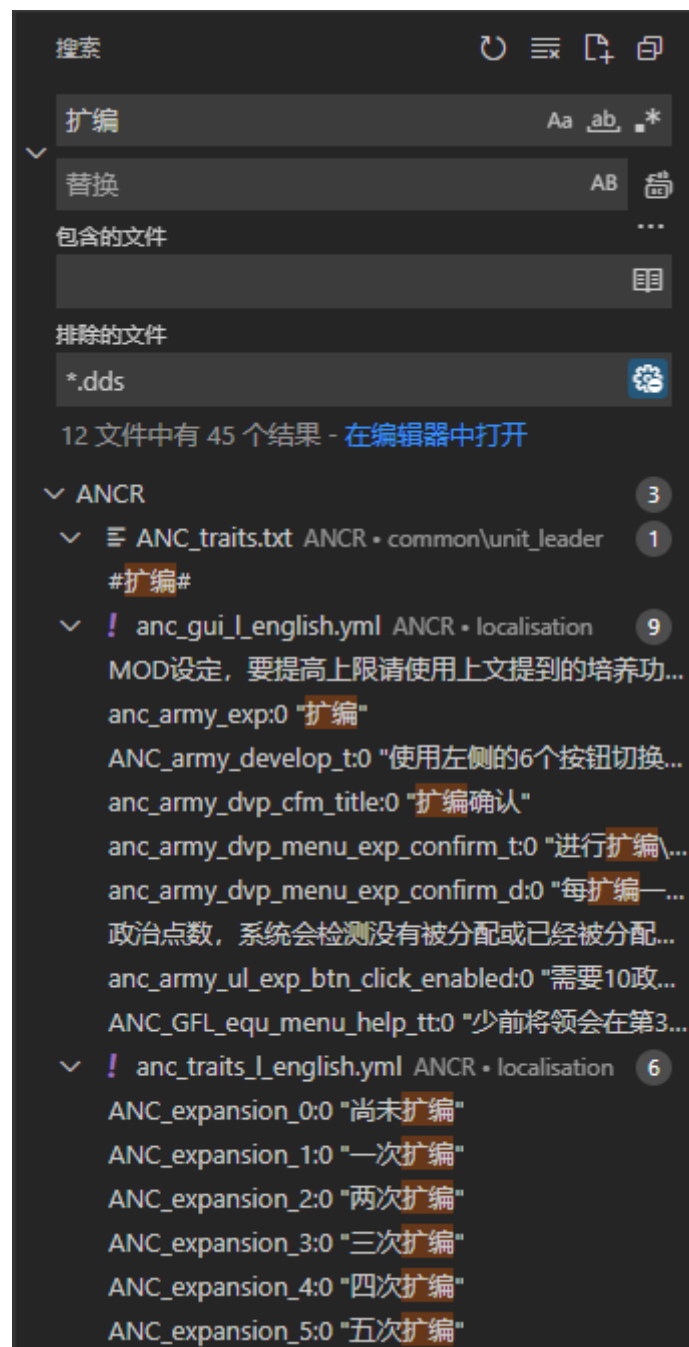 搜索
扩编
Aa ab *
替换
AB
包含的文件
...
排除的文件
*.dds
12 文件中有 45 个结果 - 在编辑器中打开
ANCR 3
ANC_traits.txt ANCR • common\unit_leader 1
#扩编#
! anc_gui_l_english.yml ANCR • localisation 9
MOD设定，要提高上限请使用上文提到的培养功...
anc_army_exp:0 "扩编"
ANC_army_develop_t:0 "使用左侧的6个按钮切换...
anc_army_dvp_cfm_title:0 "扩编确认"
anc_army_dvp_menu_exp_confirm_t:0 "进行扩编\...
anc_army_dvp_menu_exp_confirm_d:0 "每扩编一...
政治点数，系统会检测没有被分配或已经被分配...
anc_army_ul_exp_btn_click_enabled:0 "需要10政...
ANC_GFL_equ_menu_help_tt:0 "少前将领会在第3...
! anc_traits_l_english.yml ANCR • localisation 6
ANC_expansion_0:0 "尚未扩编"
ANC_expansion_1:0 "一次扩编"
ANC_expansion_2:0 "两次扩编"
ANC_expansion_3:0 "三次扩编"
ANC_expansion_4:0 "四次扩编"
ANC_expansion_5:0 "五次扩编"